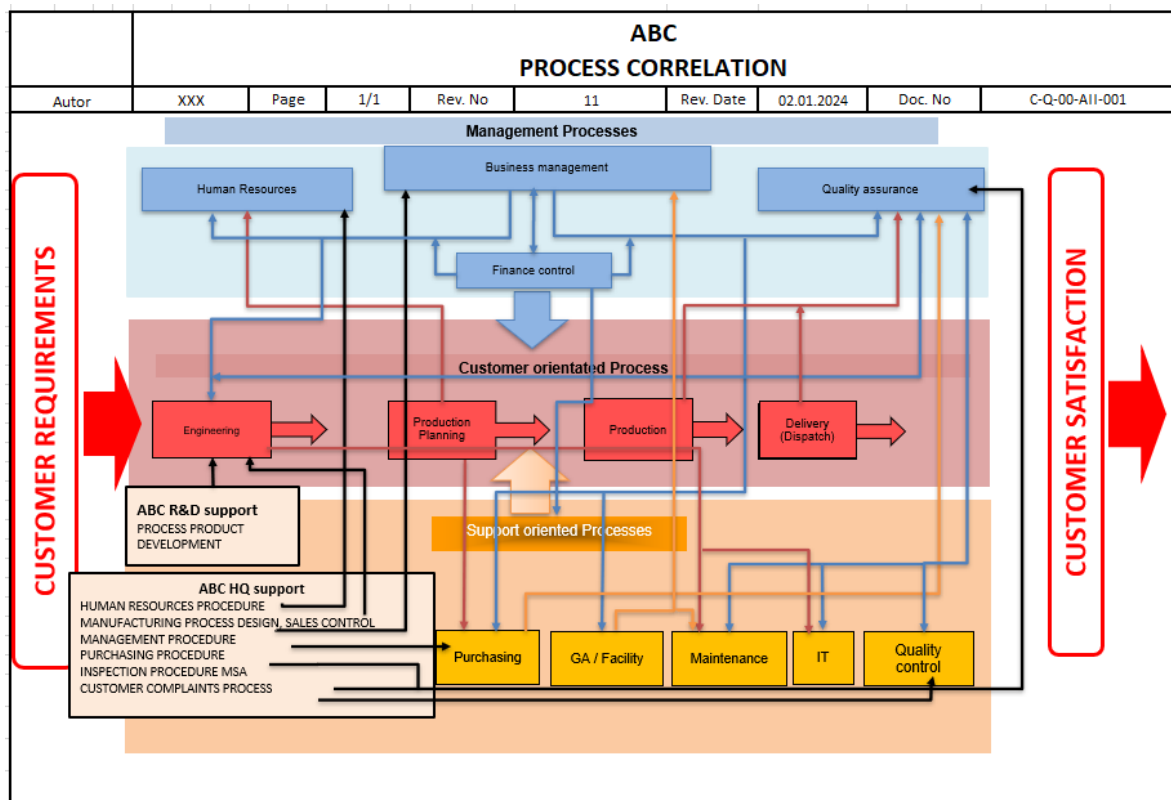 ABC
PROCESS CORRELATION
Autor XXX Page 1/1 Rev. No 11 Rev. Date 02.01.2024 Doc. No C-Q-00-All-001
Management Processes
Business management
Human Resources
Quality assurance
Finance control
CUSTOMER REQUIREMENTS
CUSTOMER SATISFACTION
Customer orientated Process
Engineering
Production
Planning
Production
Delivery
(Dispatch)
ABC R&D support
PROCESS PRODUCT
DEVELOPMENT
Support oriented Processes
ABC HQ support
HUMAN RESOURCES PROCEDURE
MANUFACTURING PROCESS DESIGN, SALES CONTROL
MANAGEMENT PROCEDURE
PURCHASING PROCEDURE
INSPECTION PROCEDURE MSA
CUSTOMER COMPLAINTS PROCESS
Purchasing
GA / Facility
Maintenance
IT
Quality
control